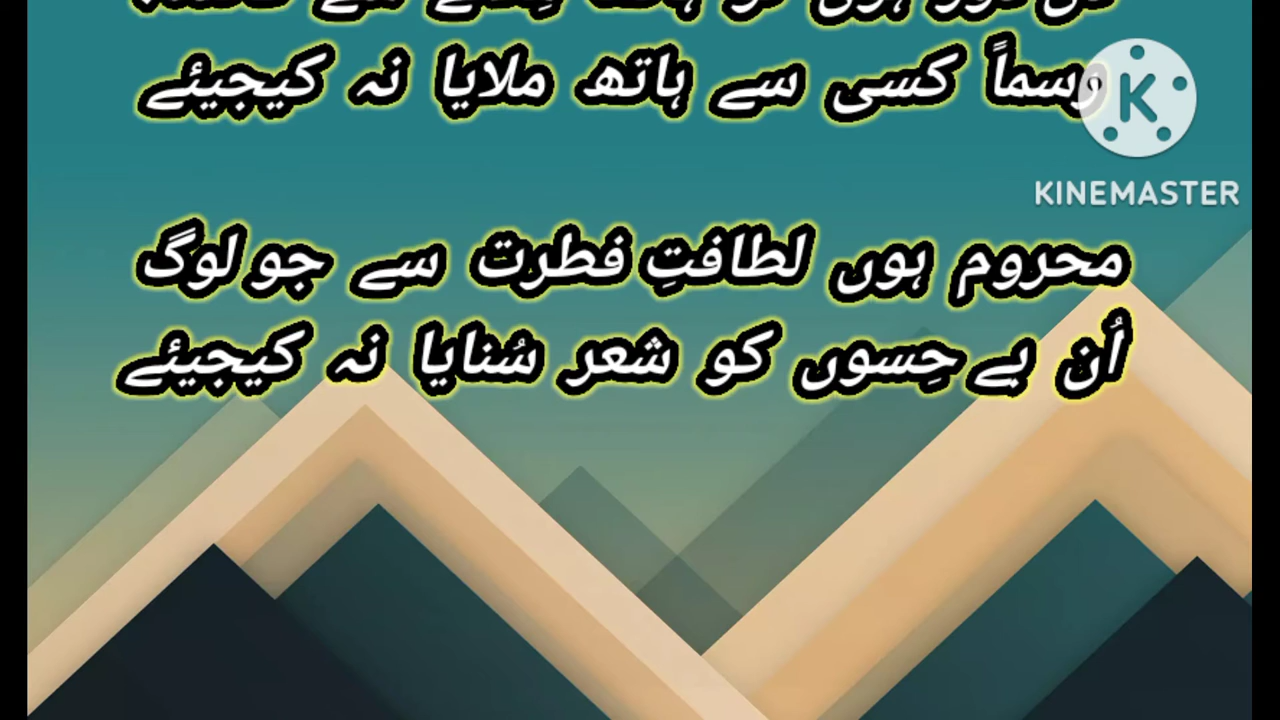 رسماً کسی سے ہاتھ ملایا نہ کیجیئے
KINEMASTER
محروم ہوں لطافتِ فطرت سے جو لوگ
اُن بے حِسوں کو شعر سُنایا نہ کیجیئے